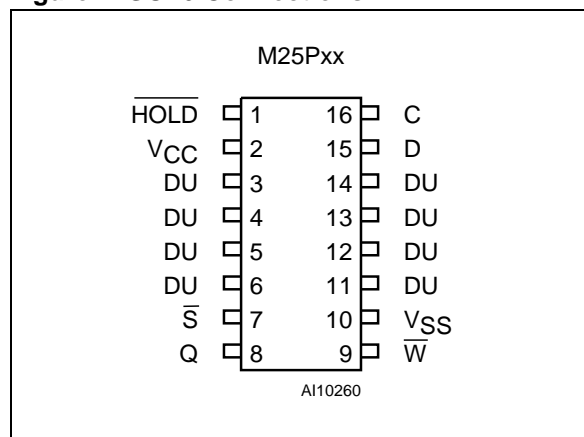 M25Pxx
HOLD 1 16 C
VCC 2 15 D
DU 3 14 DU
DU 4 13 DU
DU 5 12 DU
DU 6 11 DU
S 7 10 VSS
Q 8 9 W
AI10260